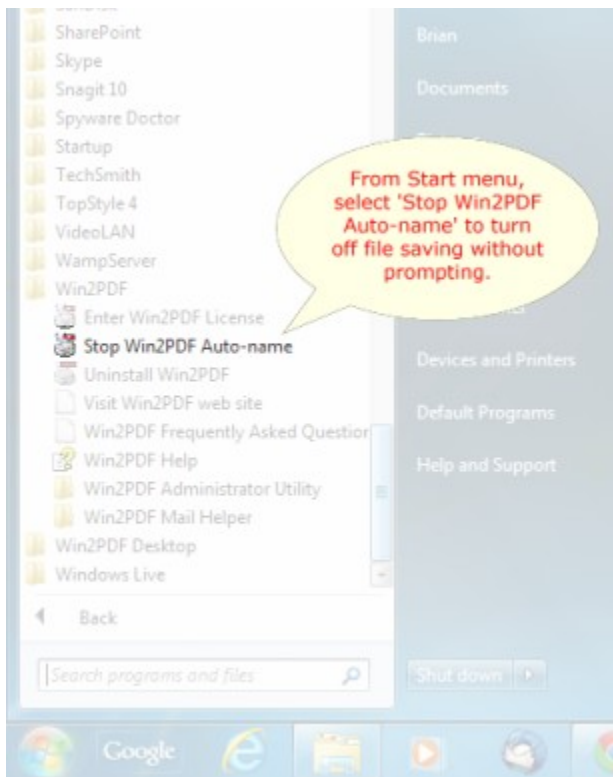 SharePoint
Brian
Skype
Snagit 10
Documents
Spyware Doctor
Startup
TechSmith
TopStyle 4
VideoLAN
WampServer
From Start menu,
select 'Stop Win2PDF
Auto-name' to turn
off file saving without
prompting.
Win2PDF
Enter Win2PDF License
Stop Win2PDF Auto-name
Devices and Printers
Uninstall Win2PDF
Visit Win2PDF web site
Default Programs
Win2PDF Frequently Asked Question
Win2PDF Help
Help and Support
Win2PDF Administrator Utility
Win2PDF Mail Helper
Win2PDF Desktop
Windows Live
Back
Search programs and files
Shut down
Google